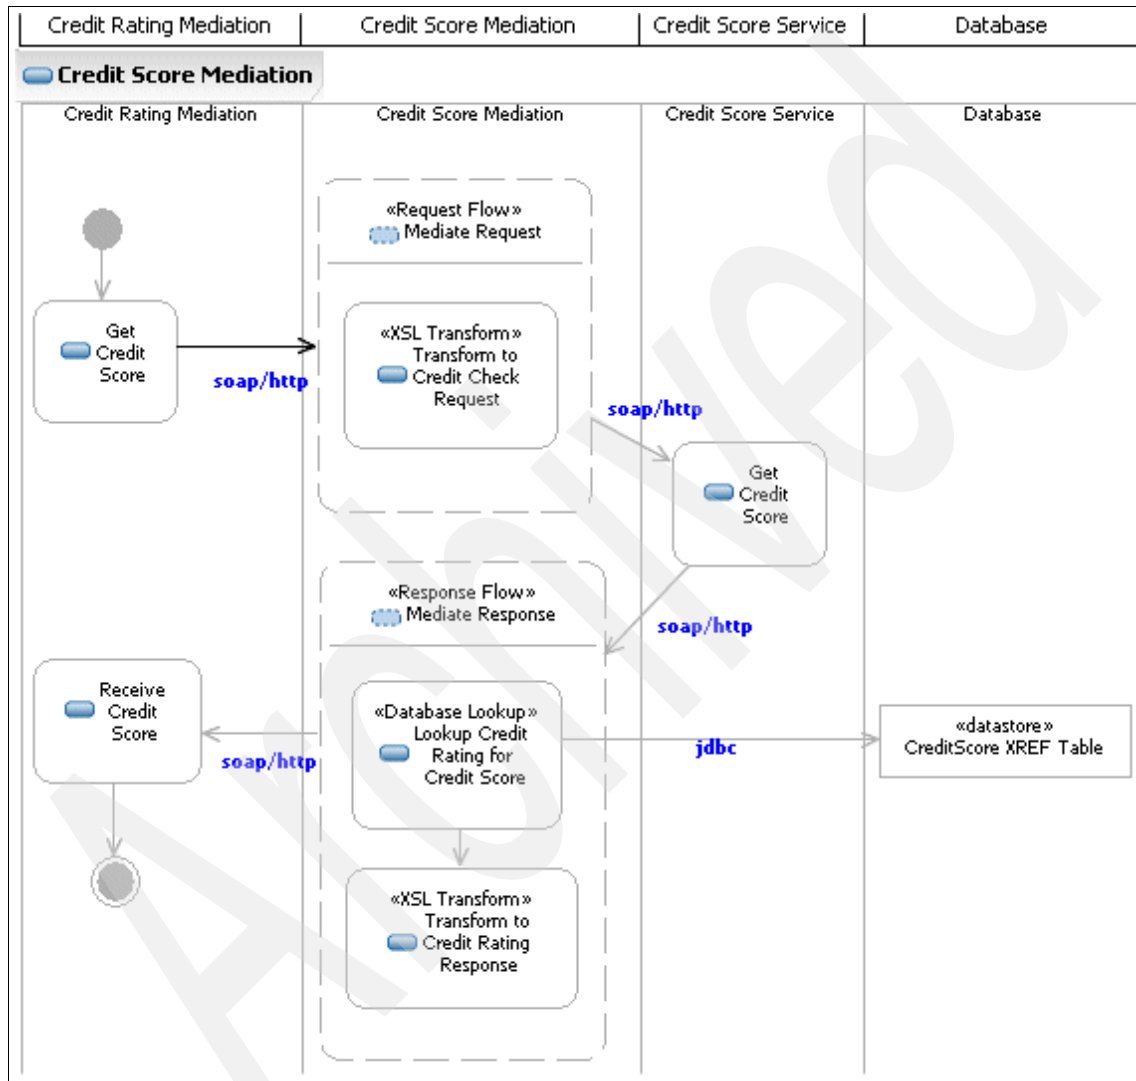 Credit Rating Mediation
Credit Score Mediation
Credit Score Service
Database
Credit Score Mediation
Credit Rating Mediation
Credit Score Mediation
Credit Score Service
Database
«Request Flow»
Mediate Request
Get
Credit
Score
soap/http
«XSL Transform»
Transform to
Credit Check
Request
soap/http
Get
Credit
Score
soap/http
«Response Flow»
Mediate Response
Receive
Credit
Score
soap/http
«Database Lookup»
Lookup Credit
Rating for
Credit Score
jdbc
«datastore»
CreditScore XREF Table
«XSL Transform»
Transform to
Credit Rating
Response
Archived